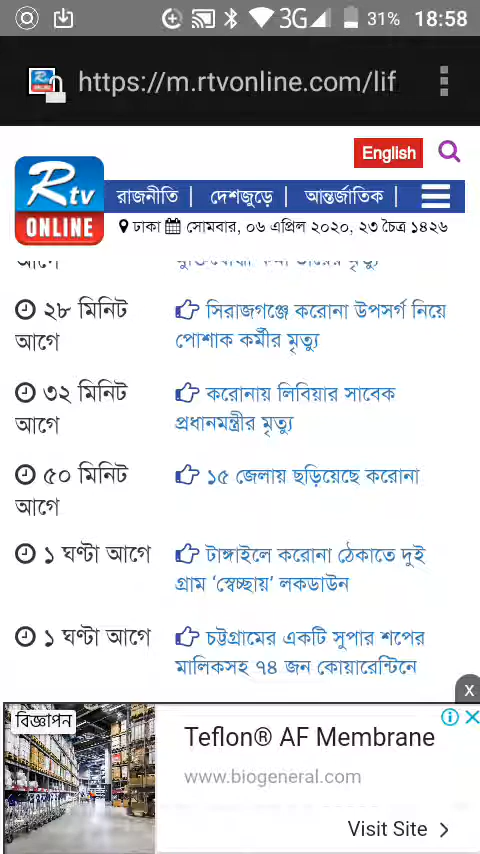 3G 31% 18:58
https://m.rtvonline.com/lif
English
Rtv
ONLINE
রাজনীতি | দেশজুড়ে | আন্তর্জাতিক |
ঢাকা সোমবার, ০৬ এপ্রিল ২০২০, ২৩ চৈত্র ১৪২৬
আগে
২৮ মিনিট আগে
সিরাজগঞ্জে করোনা উপসর্গ নিয়ে
পোশাক কর্মীর মৃত্যু
৩২ মিনিট আগে
করোনায় লিবিয়ার সাবেক
প্রধানমন্ত্রীর মৃত্যু
৫০ মিনিট আগে
১৫ জেলায় ছড়িয়েছে করোনা
১ ঘণ্টা আগে
টাঙ্গাইলে করোনা ঠেকাতে দুই
গ্রাম ‘স্বেচ্ছায়’ লকডাউন
১ ঘণ্টা আগে
চট্টগ্রামের একটি সুপার শপের
মালিকসহ ৭৪ জন কোয়ারেন্টিনে
x
বিজ্ঞাপন
Teflon® AF Membrane
www.biogeneral.com
Visit Site